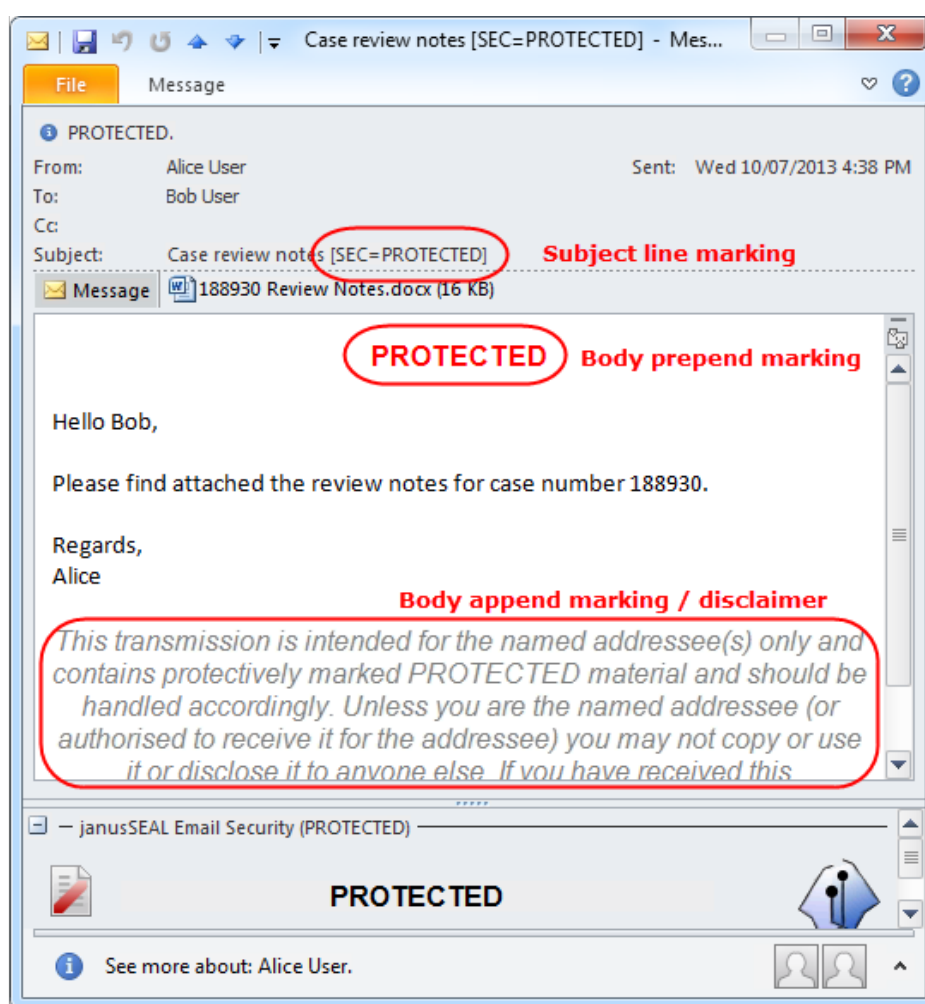 Case review notes [SEC=PROTECTED] - Mes...
File Message
PROTECTED.
From: Alice User Sent: Wed 10/07/2013 4:38 PM
To: Bob User
Cc:
Subject: Case review notes [SEC=PROTECTED] Subject line marking
Message 188930 Review Notes.docx (16 KB)
PROTECTED Body prepend marking
Hello Bob,
Please find attached the review notes for case number 188930.
Regards,
Alice
Body append marking / disclaimer
This transmission is intended for the named addressee(s) only and
contains protectively marked PROTECTED material and should be
handled accordingly. Unless you are the named addressee (or
authorised to receive it for the addressee) you may not copy or use
it or disclose it to anyone else. If you have received this
janusSEAL Email Security (PROTECTED)
PROTECTED
See more about: Alice User.